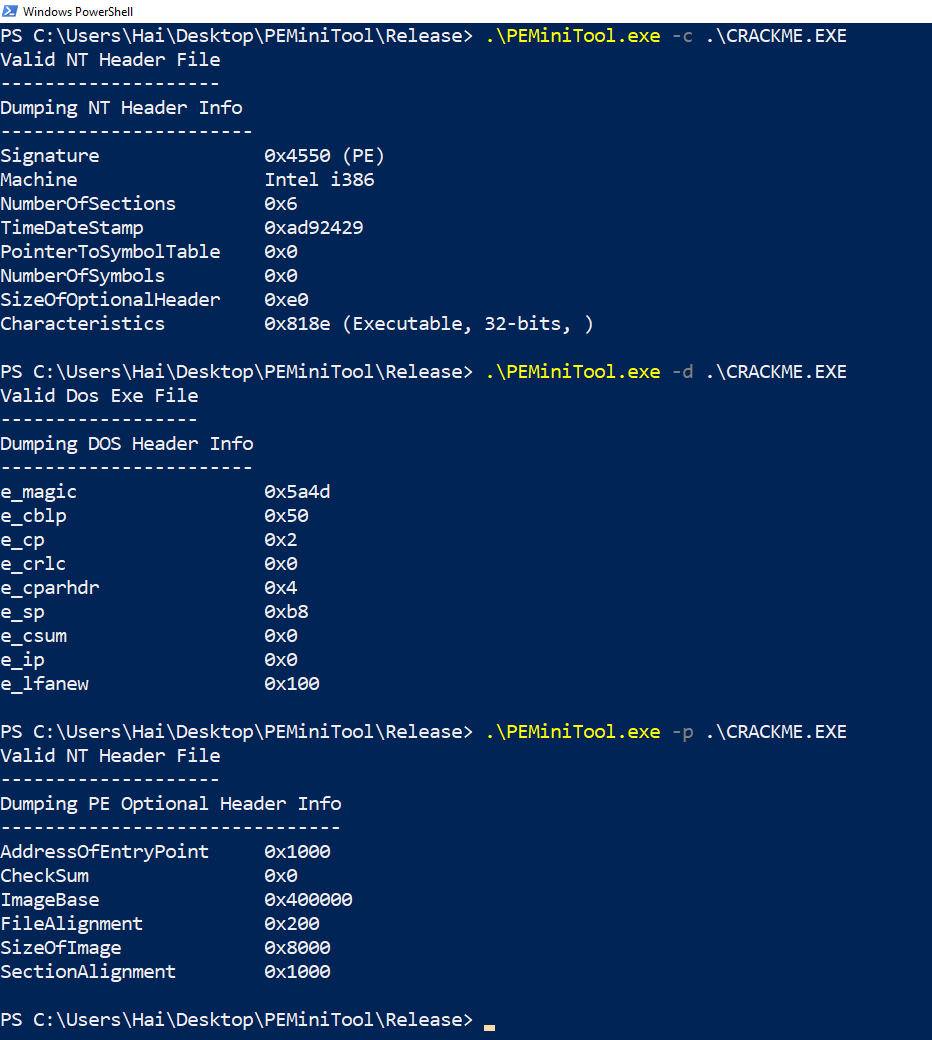 Windows PowerShell
PS C:\Users\Hai\Desktop\PEMiniTool\Release> .\PEMiniTool.exe -c .\CRACKME.EXE
Valid NT Header File
--------------------
Dumping NT Header Info
-----------------------
Signature               0x4550 (PE)
Machine                 Intel i386
NumberOfSections        0x6
TimeDateStamp           0xad92429
PointerToSymbolTable    0x0
NumberOfSymbols         0x0
SizeOfOptionalHeader    0xe0
Characteristics         0x818e (Executable, 32-bits, )
PS C:\Users\Hai\Desktop\PEMiniTool\Release> .\PEMiniTool.exe -d .\CRACKME.EXE
Valid Dos Exe File
------------------
Dumping DOS Header Info
-----------------------
e_magic                 0x5a4d
e_cblp                  0x50
e_cp                    0x2
e_crlc                  0x0
e_cparhdr               0x4
e_sp                    0xb8
e_csum                  0x0
e_ip                    0x0
e_lfanew                0x100
PS C:\Users\Hai\Desktop\PEMiniTool\Release> .\PEMiniTool.exe -p .\CRACKME.EXE
Valid NT Header File
--------------------
Dumping PE Optional Header Info
-------------------------------
AddressOfEntryPoint     0x1000
CheckSum                0x0
ImageBase               0x400000
FileAlignment           0x200
SizeOfImage             0x8000
SectionAlignment        0x1000
PS C:\Users\Hai\Desktop\PEMiniTool\Release>